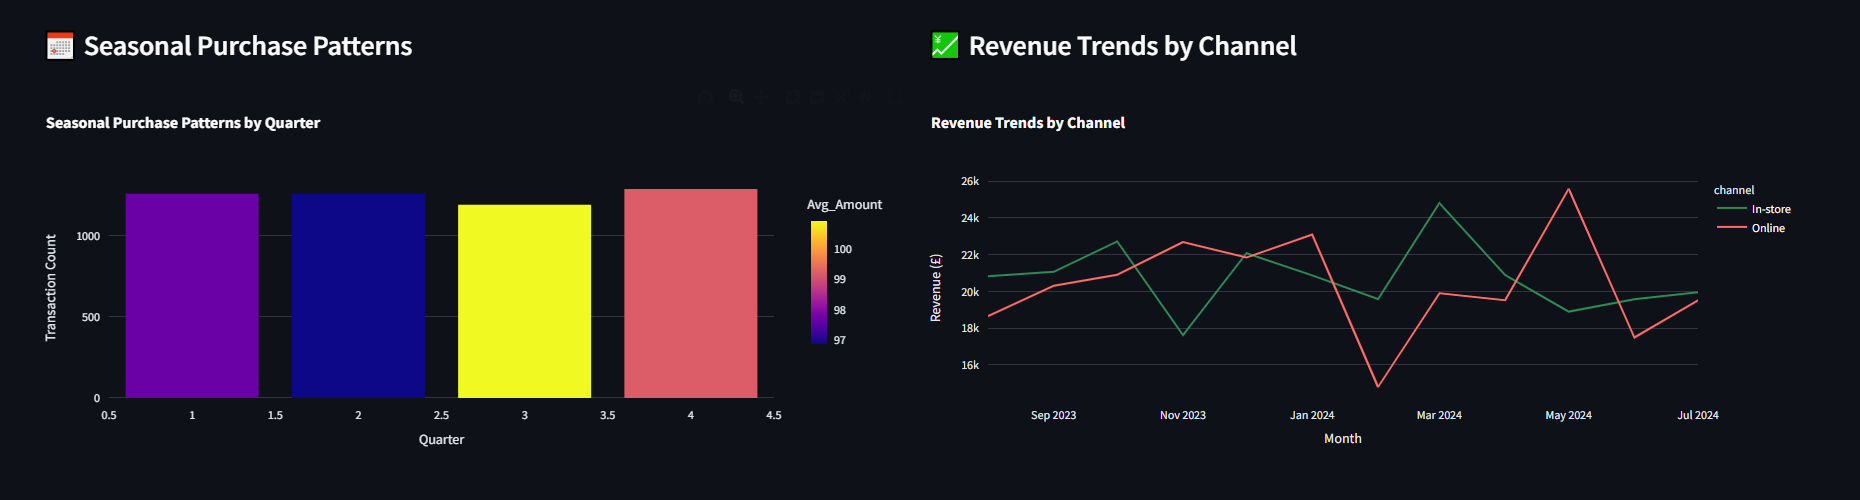 Seasonal Purchase Patterns
Seasonal Purchase Patterns by Quarter
Transaction Count
1000
500
0
0.5 1 1.5 2 2.5 3 3.5 4 4.5
Quarter
Avg_Amount
100
99
98
97
Revenue Trends by Channel
Revenue Trends by Channel
Revenue (£)
26k
24k
22k
20k
18k
16k
Sep 2023 Nov 2023 Jan 2024 Mar 2024 May 2024 Jul 2024
Month
channel
In-store
Online